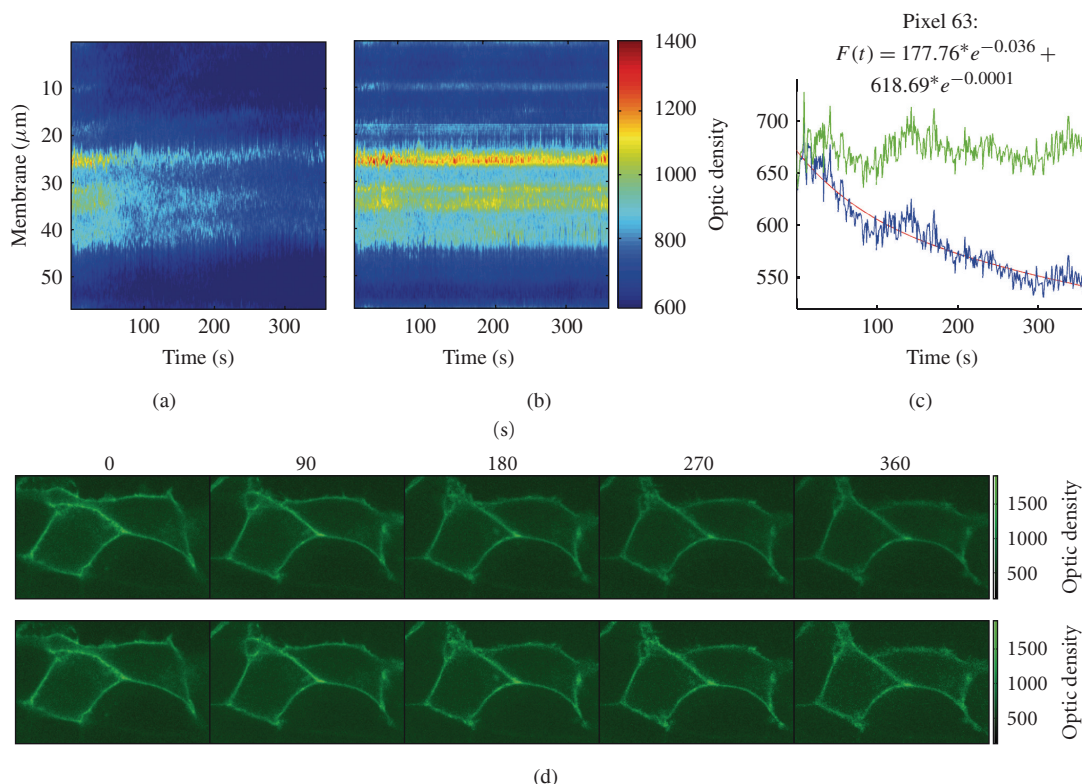 Pixel 63:
F(t) = 177.76*e^{−0.036} +
618.69*e^{−0.0001}
Membrane (μm)
10
20
30
40
50
100
200
300
Time (s)
(a)
100
200
300
Time (s)
(b)
1400
1200
1000
800
600
Optic density
700
650
600
550
100
200
300
Time (s)
(c)
(s)
0
90
180
270
360
1500
1000
500
Optic density
1500
1000
500
Optic density
(d)